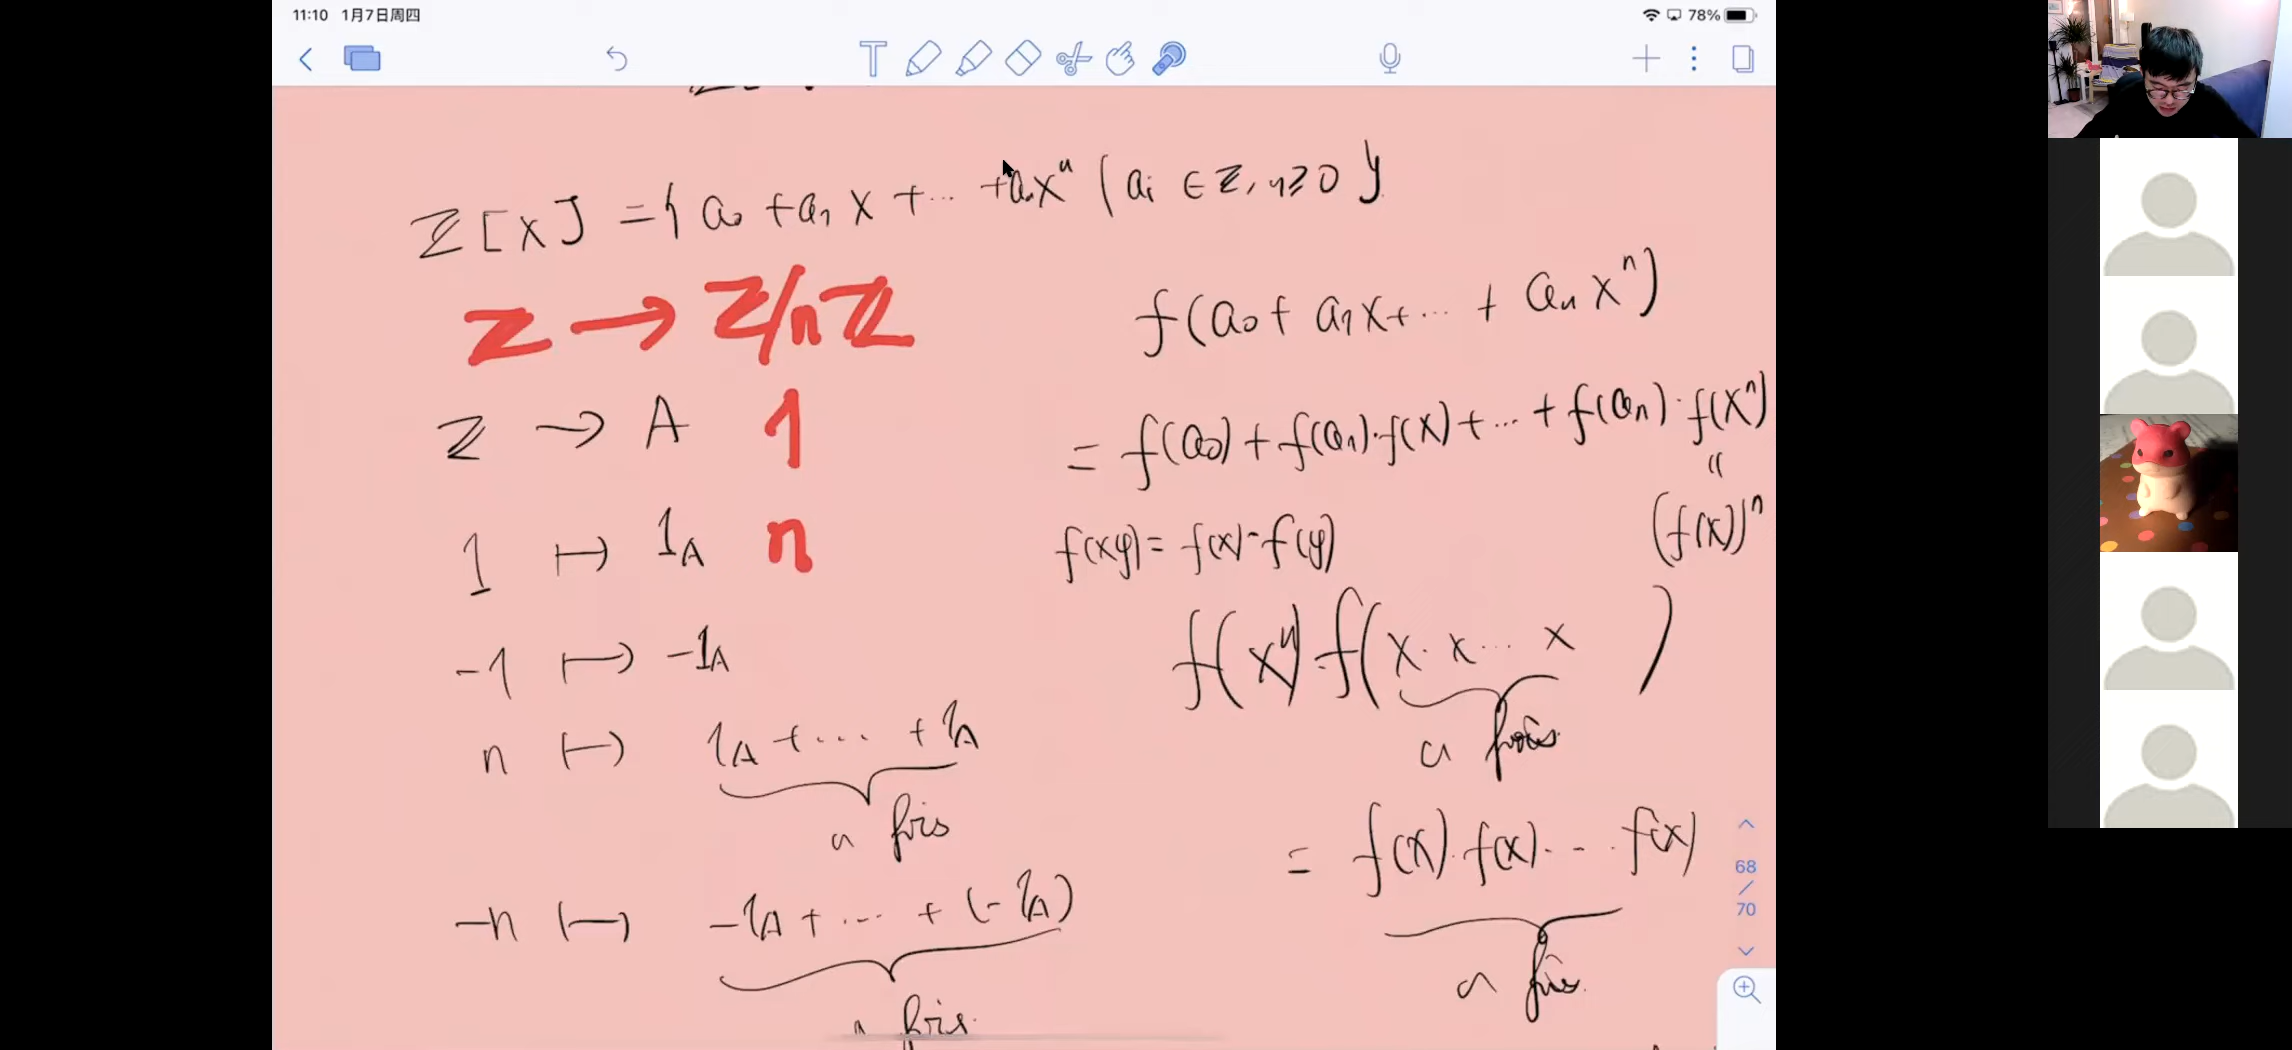 11:10 1月7日周四
78%
ℤ[X] = { a₀ + a₁X + ... + aₙXⁿ | aᵢ ∈ ℤ, n ≥ 0 }
ℤ → ℤ/nℤ
f(a₀ + a₁X + ... + aₙXⁿ)
ℤ → A
1
= f(a₀) + f(a₁)·f(X) + ... + f(aₙ)·f(Xⁿ)
1 ↦ 1_A
n
f(xy) = f(x)·f(y)
(f(X))ⁿ
-1 ↦ -1_A
f(Xⁿ) = f(X·X...X)
n fois
n ↦ 1_A + ... + 1_A
n fois
= f(X)·f(X)·...·f(X)
n fois
-n ↦ -1_A + ... + (-1_A)
n fois
68
/
70